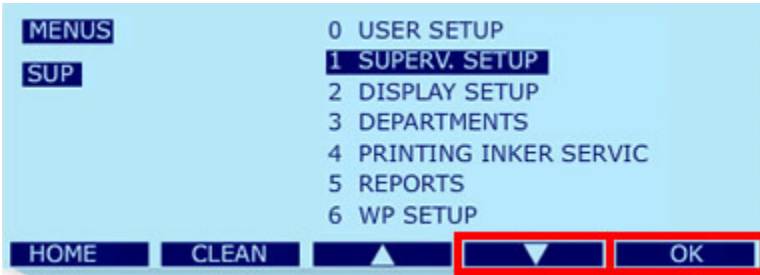 MENUS
SUP
0 USER SETUP
1 SUPERV. SETUP
2 DISPLAY SETUP
3 DEPARTMENTS
4 PRINTING INKER SERVIC
5 REPORTS
6 WP SETUP
HOME CLEAN ▲ ▼ OK